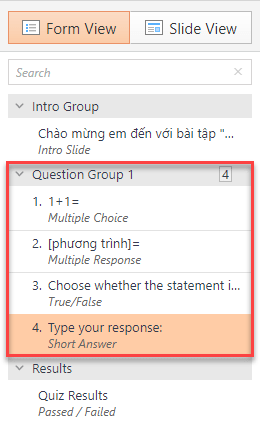 Form View
Slide View
Search
Intro Group
Chào mừng em đến với bài tập "...
Intro Slide
Question Group 1
4
1. 1+1=
Multiple Choice
2. [phương trình]=
Multiple Response
3. Choose whether the statement i...
True/False
4. Type your response:
Short Answer
Results
Quiz Results
Passed / Failed